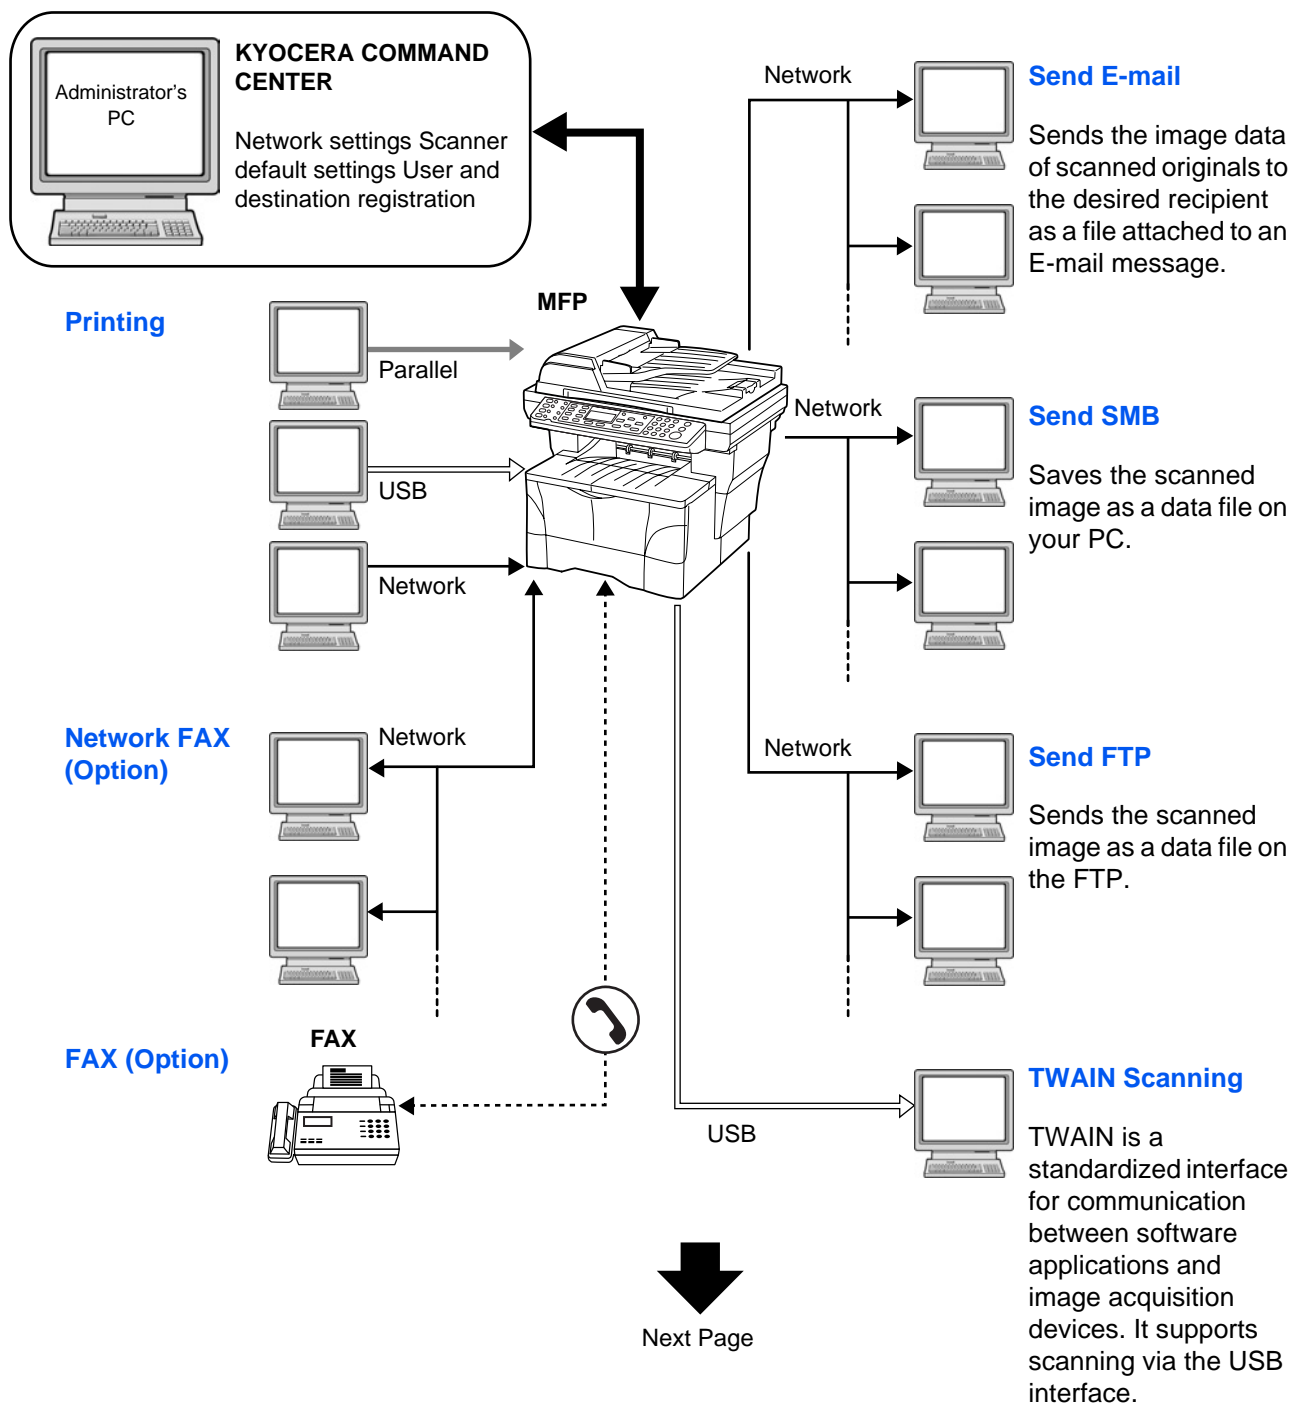 Administrator's
PC
KYOCERA COMMAND
CENTER
Network settings Scanner
default settings User and
destination registration
Network
Send E-mail
Sends the image data
of scanned originals to
the desired recipient
as a file attached to an
E-mail message.
Printing
MFP
Parallel
USB
Network
Network
Send SMB
Saves the scanned
image as a data file on
your PC.
Network FAX
(Option)
Network
Network
Send FTP
Sends the scanned
image as a data file on
the FTP.
FAX (Option)
FAX
USB
TWAIN Scanning
TWAIN is a
standardized interface
for communication
between software
applications and
image acquisition
devices. It supports
scanning via the USB
interface.
Next Page